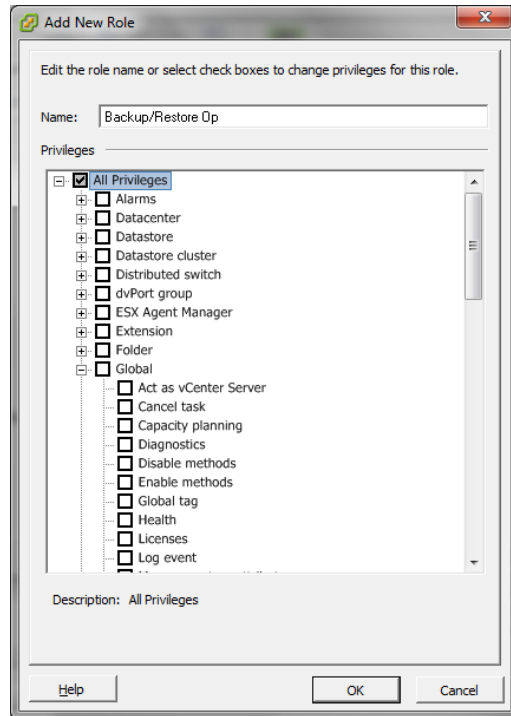 Add New Role
Edit the role name or select check boxes to change privileges for this role.
Name: Backup/Restore Op
Privileges
All Privileges
Alarms
Datacenter
Datastore
Datastore cluster
Distributed switch
dvPort group
ESX Agent Manager
Extension
Folder
Global
Act as vCenter Server
Cancel task
Capacity planning
Diagnostics
Disable methods
Enable methods
Global tag
Health
Licenses
Log event
Description: All Privileges
Help OK Cancel